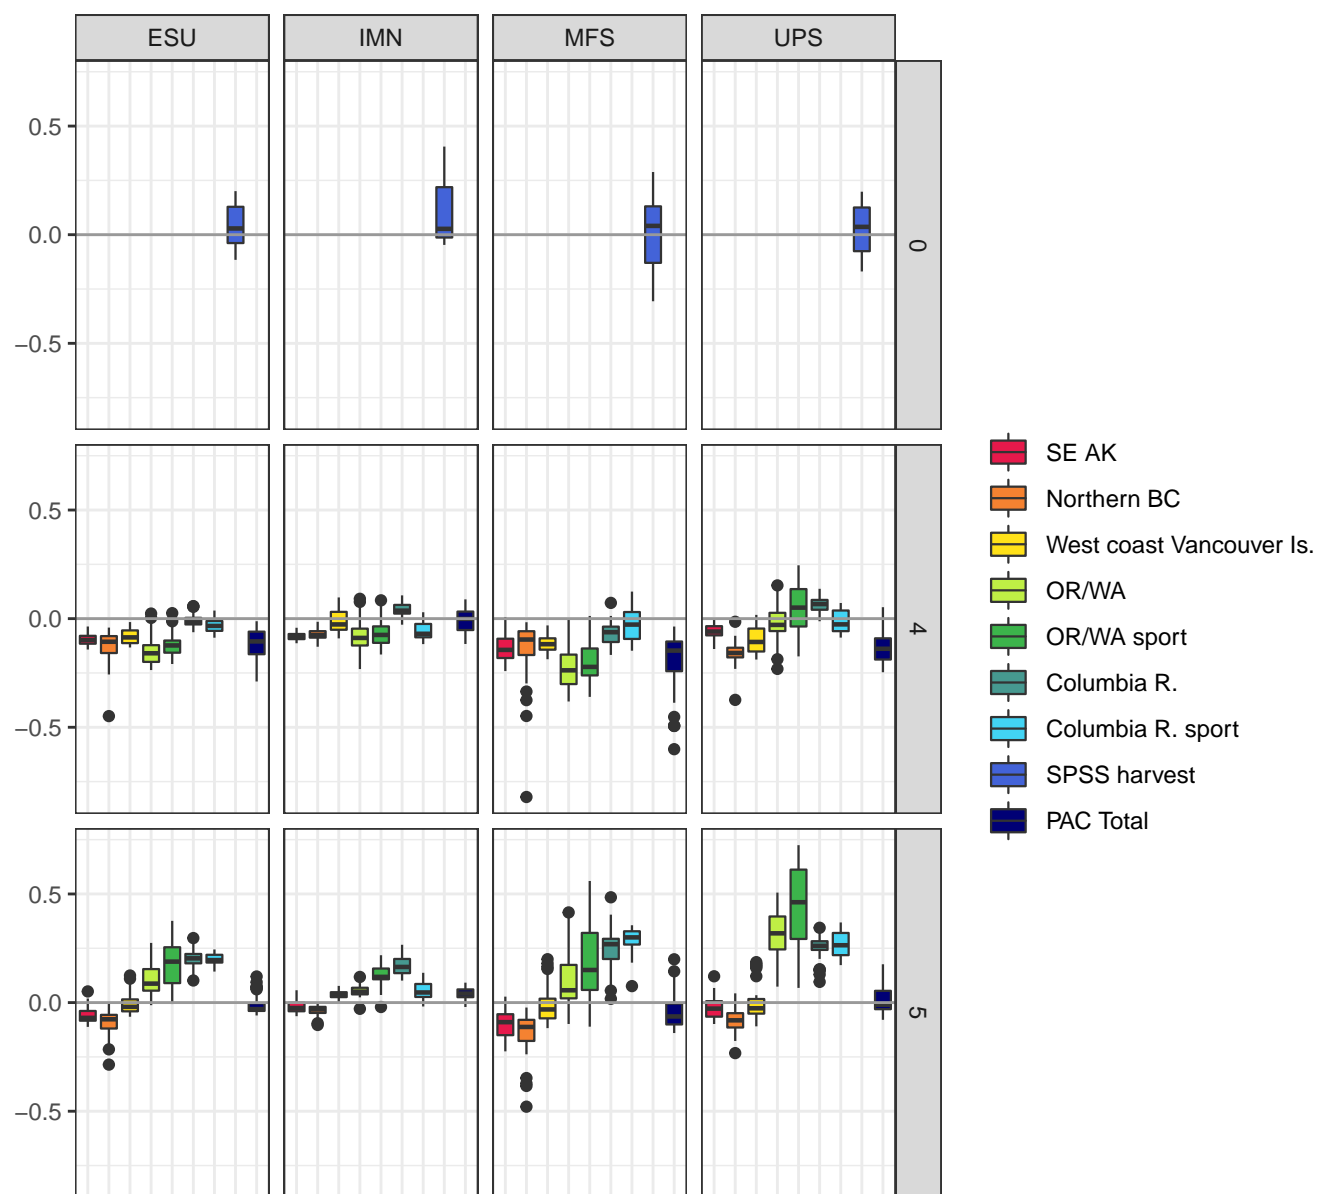 ESU IMN MFS UPS
0.5
0.0
−0.5
0
0.5
0.0
−0.5
4
0.5
0.0
−0.5
5
SE AK
Northern BC
West coast Vancouver Is.
OR/WA
OR/WA sport
Columbia R.
Columbia R. sport
SPSS harvest
PAC Total